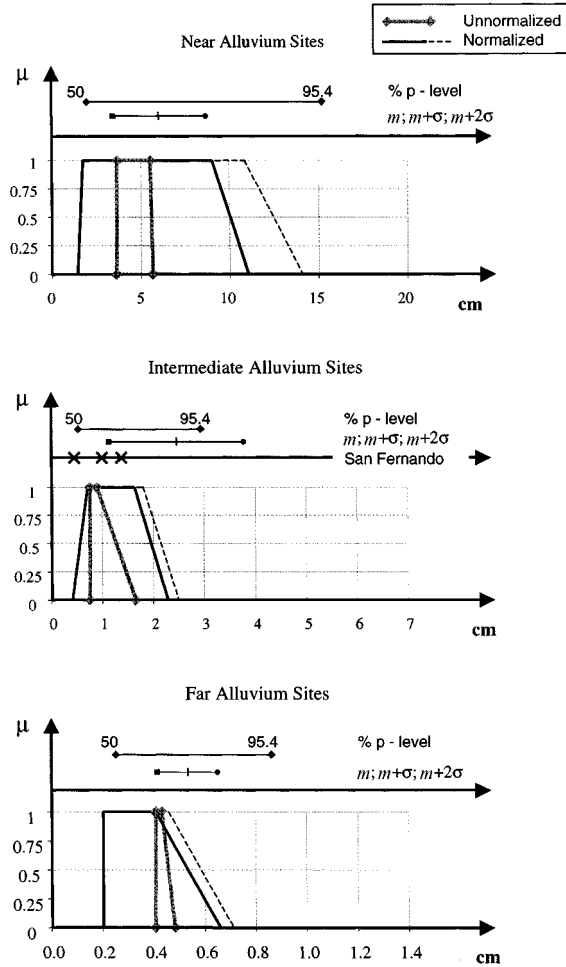 Unnormalized
Normalized
Near Alluvium Sites
μ
50 95.4 % p - level
m; m+σ; m+2σ
1
0.75
0.5
0.25
0
0 5 10 15 20
cm
Intermediate Alluvium Sites
μ
50 95.4 % p - level
m; m+σ; m+2σ
San Fernando
1
0.75
0.5
0.25
0
0 1 2 3 4 5 6 7
cm
Far Alluvium Sites
μ
50 95.4 % p - level
m; m+σ; m+2σ
1
0.75
0.5
0.25
0
0.0 0.2 0.4 0.6 0.8 1.0 1.2 1.4
cm